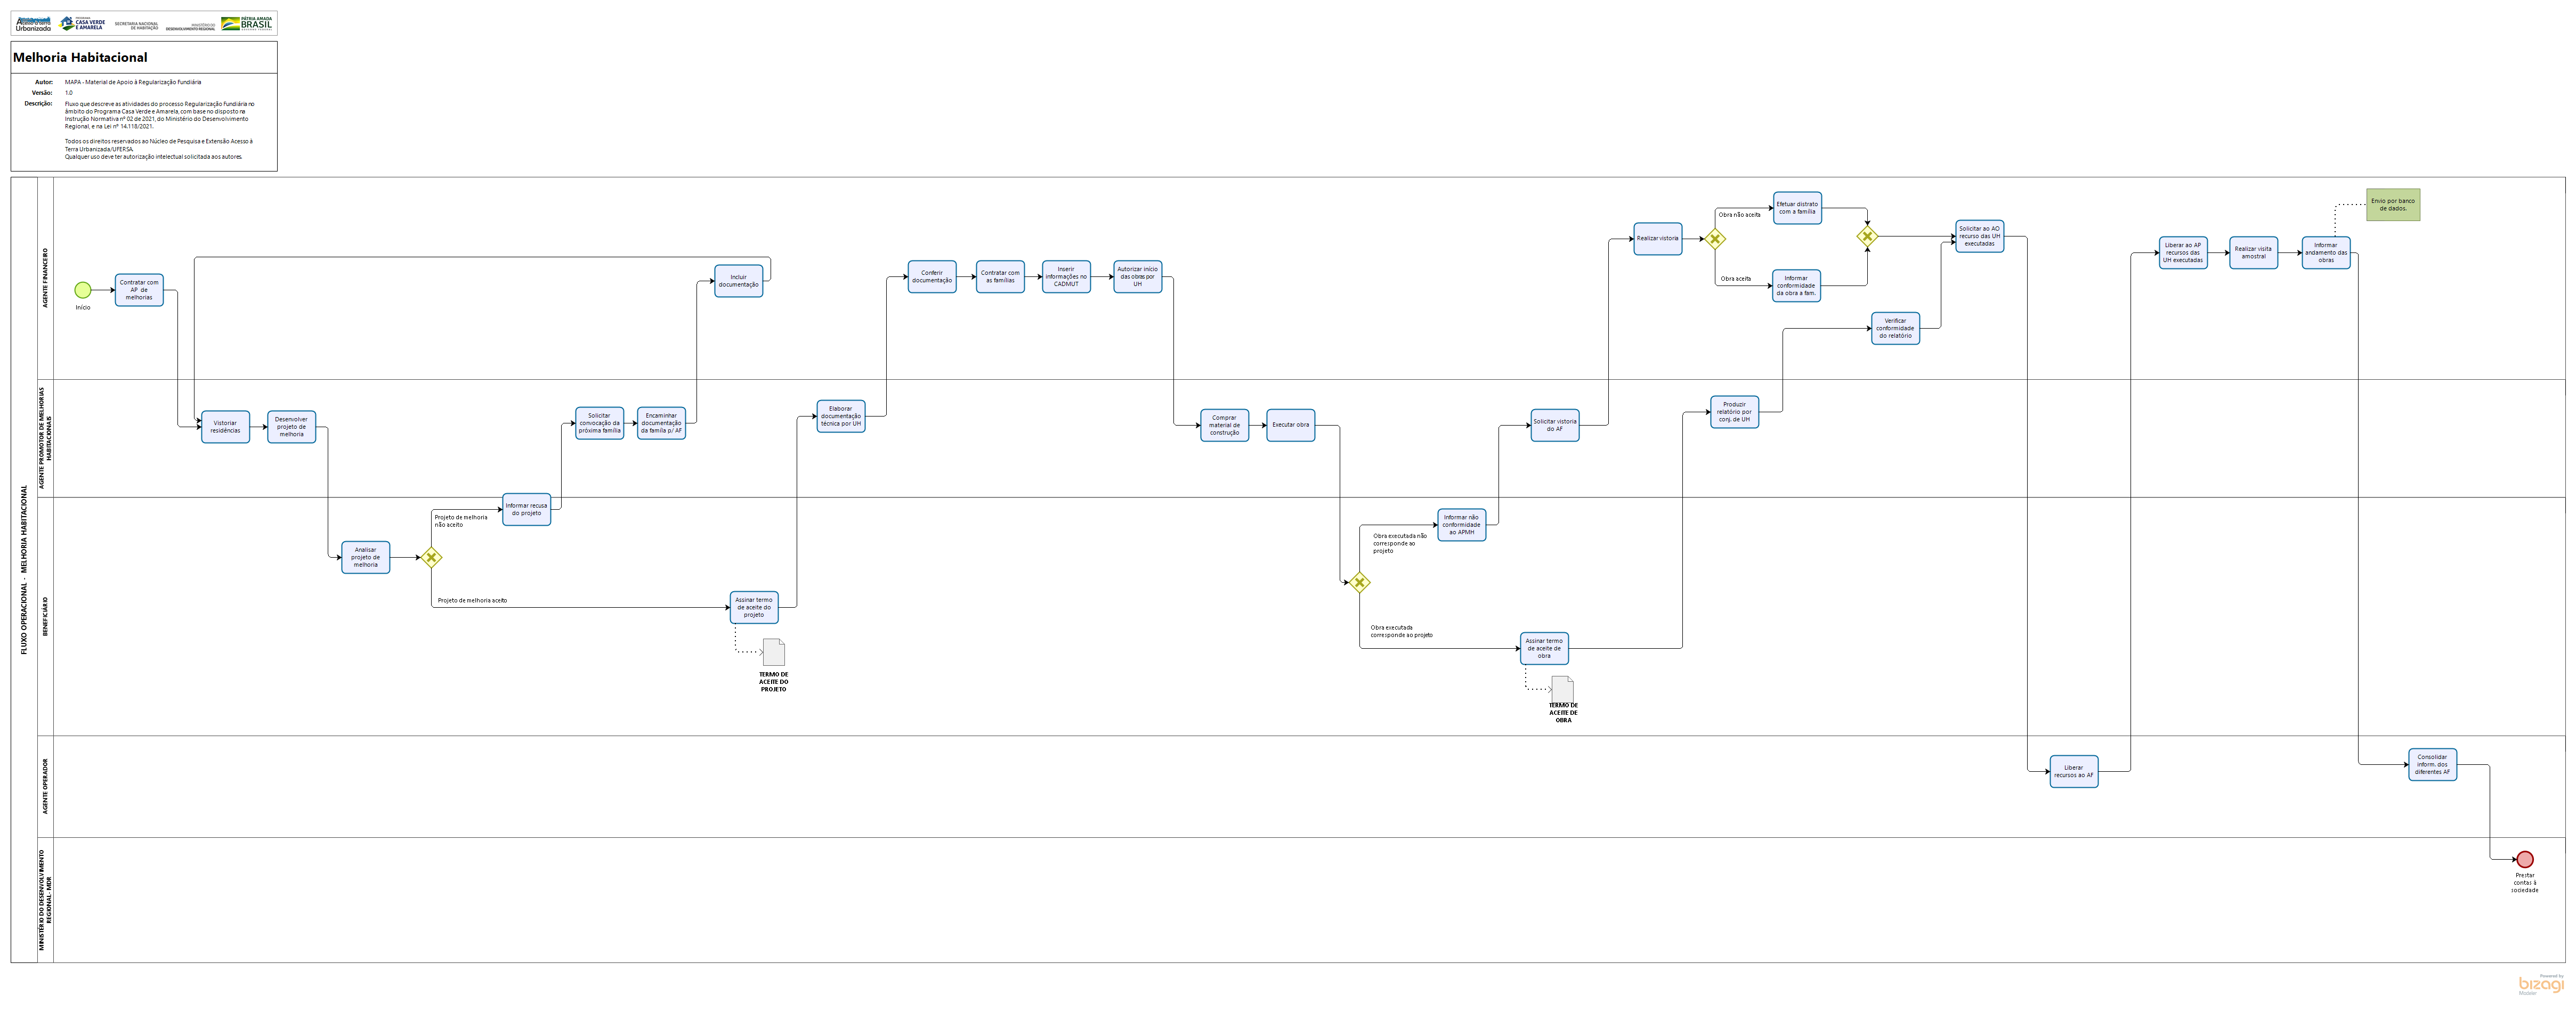 Acesso à Terra
Urbanizada
PROGRAMA
CASA VERDE
E AMARELA
SECRETARIA NACIONAL
DE HABITAÇÃO
MINISTÉRIO DO
DESENVOLVIMENTO REGIONAL
PÁTRIA AMADA
BRASIL
Melhoria Habitacional
Autor: MAPA - Material de Apoio à Regularização Fundiária
Versão: 1.0
Descrição: Fluxo que descreve as atividades do processo Regularização Fundiária no
âmbito do Programa Casa Verde e Amarela, com base no disposto na
Instrução Normativa nº 02 de 2021, do Ministério do Desenvolvimento
Regional, e na Lei nº 14.118/2021.
Todos os direitos reservados ao Núcleo de Pesquisa e Extensão Acesso à
Terra Urbanizada/UFERSA.
Qualquer uso deve ter autorização intelectual solicitada aos autores.
FLUXO OPERACIONAL - MELHORIA HABITACIONAL
AGENTE FINANCEIRO
Início
Contratar com
AP de
melhorias
Incluir
documentação
Conferir
documentação
Contratar com
as famílias
Inserir
informações no
CADMUT
Autorizar início
das obras por
UH
Realizar vistoria
Obra não aceita
Obra aceita
Efetuar distrato
com a família
Informar
conformidade
da obra a fam.
Verificar
conformidade
do relatório
Solicitar ao AO
recurso das UH
executadas
Liberar ao AP
recursos das
UH executadas
Realizar visita
amostral
Informar
andamento das
obras
Envio por banco
de dados.
AGENTE PROMOTOR DE MELHORIAS
HABITACIONAIS
Vistoriar
residências
Desenvolver
projeto de
melhoria
Solicitar
convocação da
próxima família
Encaminhar
documentação
da família p/ AF
Elaborar
documentação
técnica por UH
Comprar
material de
construção
Executar obra
Solicitar vistoria
do AF
Produzir
relatório por
conj. de UH
BENEFICIÁRIO
Analisar
projeto de
melhoria
Projeto de melhoria
não aceito
Informar recusa
do projeto
Projeto de melhoria aceito
Assinar termo
de aceite do
projeto
TERMO DE
ACEITE DO
PROJETO
Obra executada não
corresponde ao
projeto
Informar não
conformidade
ao APMH
Obra executada
corresponde ao projeto
Assinar termo
de aceite de
obra
TERMO DE
ACEITE DE
OBRA
AGENTE OPERADOR
Liberar
recursos ao AF
Consolidar
inform. dos
diferentes AF
MINISTÉRIO DO DESENVOLVIMENTO
REGIONAL- MDR
Prestar
contas à
sociedade
Powered by
bizagi
Modeler